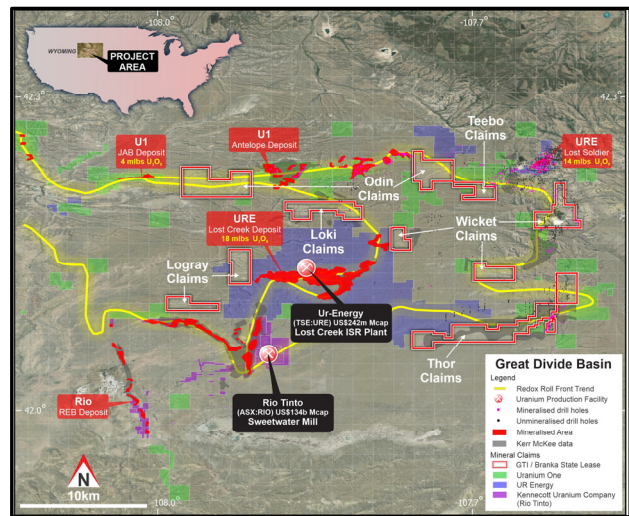 -108.0°
-107.7°
WYOMING
PROJECT
AREA
42.3°
42.3°
U1
JAB Deposit
4 mlbs U₃O₈
U1
Antelope Deposit
Teebo
Claims
URE
Lost Soldier
14 mlbs U₃O₈
Odin
Claims
URE
Lost Creek Deposit
18 mlbs U₃O₈
Loki
Claims
Wicket
Claims
Logray
Claims
Ur-Energy
(TSE:URE) US$242m Mcap
Lost Creek ISR Plant
Thor
Claims
Rio Tinto
(ASX:RIO) US$134b Mcap
Sweetwater Mill
Rio
REB Deposit
42.0°
N
10km
-108.0°
-107.7°
Great Divide Basin
Legend
Redox Roll Front Trend
Uranium Production Facility
Mineralised drill holes
Unmineralised drill holes
Mineralised Area
Kerr McKee data
Mineral Claims
GTI / Branka State Lease
Uranium One
UR Energy
Kennecott Uranium Company
(Rio Tinto)